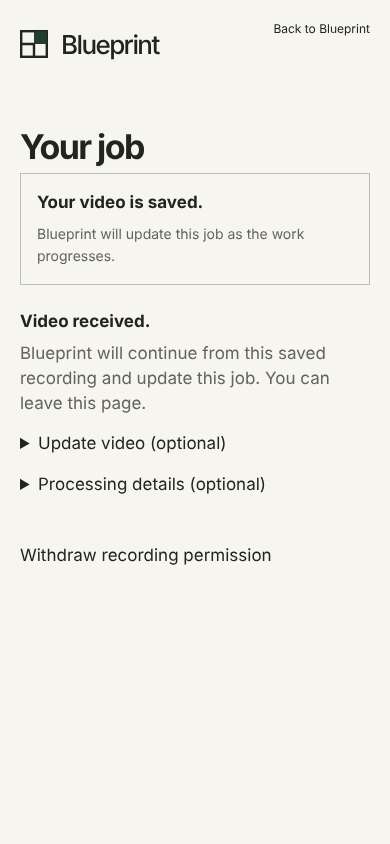 Blueprint
Back to Blueprint
Your job
Your video is saved.
Blueprint will update this job as the work
progresses.
Video received.
Blueprint will continue from this saved
recording and update this job. You can
leave this page.
Update video (optional)
Processing details (optional)
Withdraw recording permission